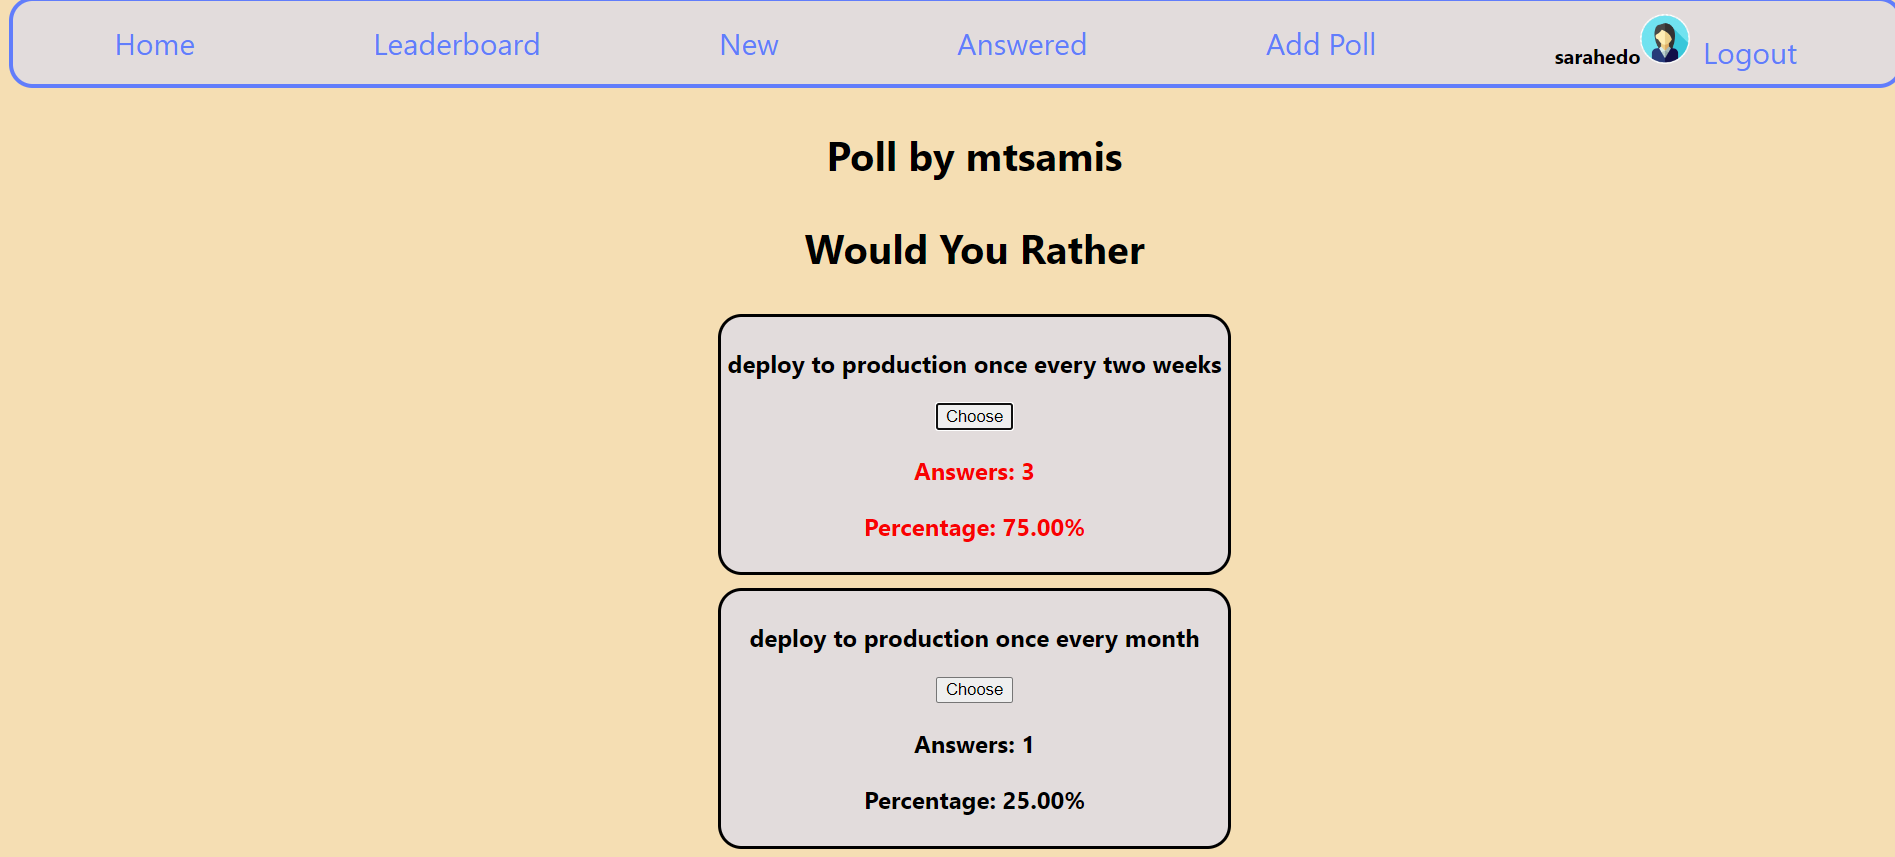 Home Leaderboard New Answered Add Poll sarahedo Logout
Poll by mtsamis
Would You Rather
deploy to production once every two weeks
Choose
Answers: 3
Percentage: 75.00%
deploy to production once every month
Choose
Answers: 1
Percentage: 25.00%